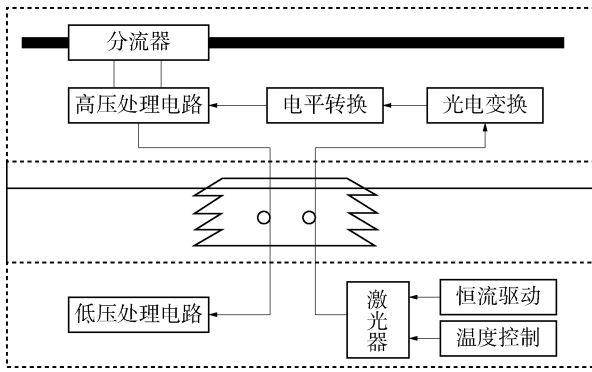 分流器
高压处理电路
电平转换
光电变换
低压处理电路
激光器
恒流驱动
温度控制